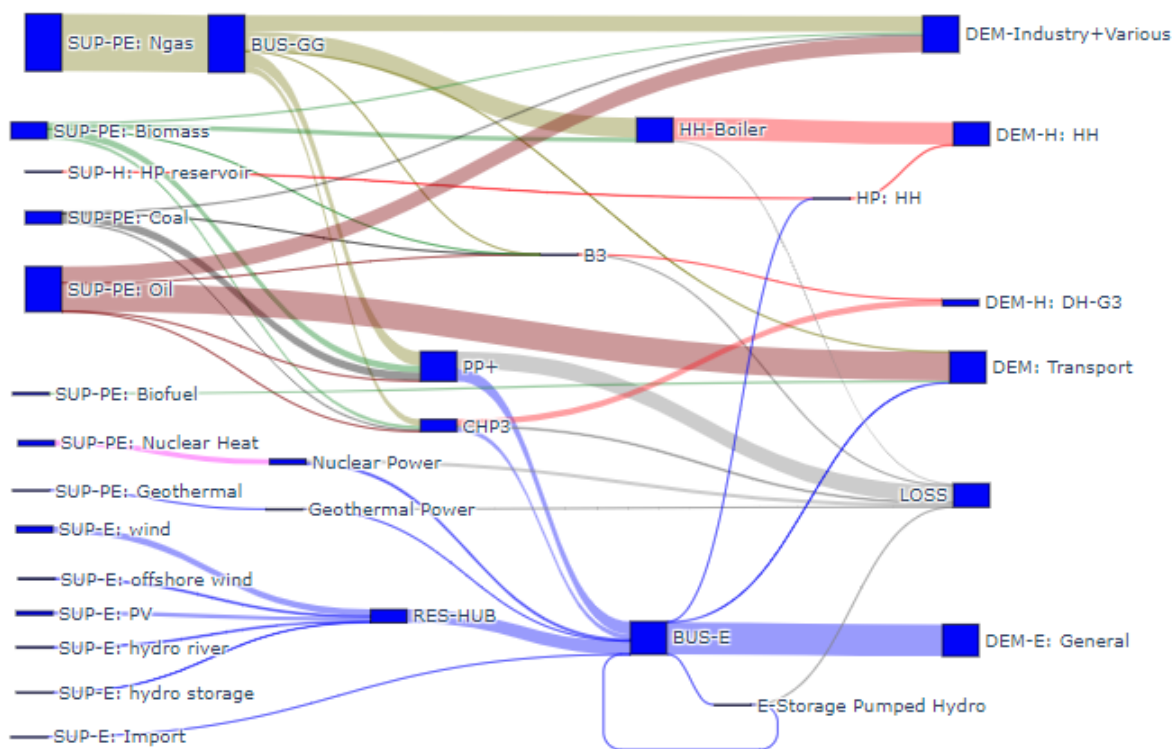 SUP-PE: Ngas
BUS-GG
DEM-Industry+Various
SUP-PE: Biomass
HH-Boiler
DEM-H: HH
SUP-H: HP reservoir
HP: HH
SUP-PE: Coal
B3
SUP-PE: Oil
DEM-H: DH-G3
PP+
DEM: Transport
SUP-PE: Biofuel
CHP3
SUP-PE: Nuclear Heat
Nuclear Power
SUP-PE: Geothermal
LOSS
Geothermal Power
SUP-E: wind
SUP-E: offshore wind
SUP-E: PV
RES-HUB
BUS-E
DEM-E: General
SUP-E: hydro river
SUP-E: hydro storage
E-Storage Pumped Hydro
SUP-E: Import